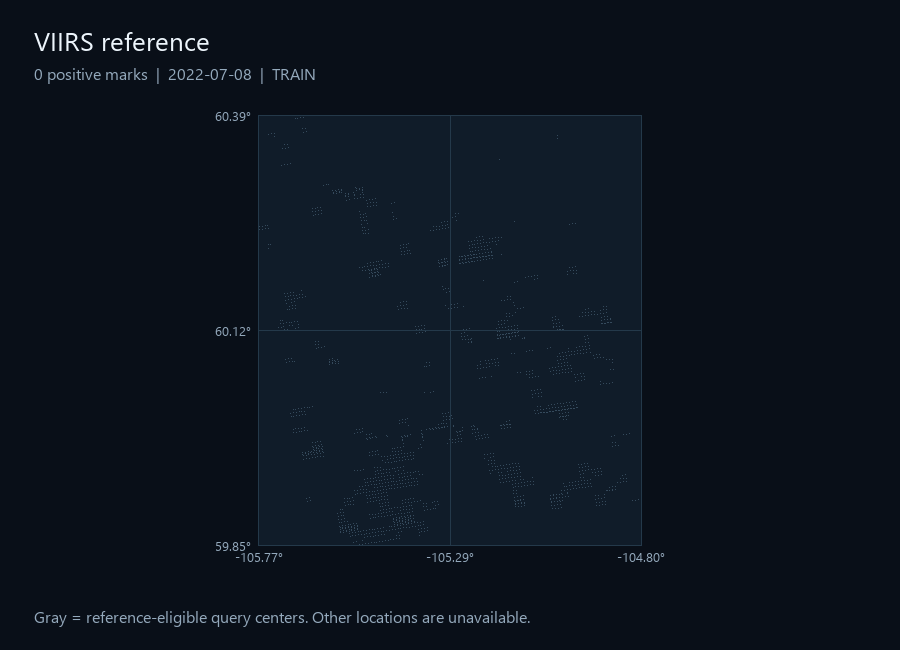 VIIRS reference
0 positive marks | 2022-07-08 | TRAIN
60.39°
60.12°
59.85°
-105.77°
-105.29°
-104.80°
Gray = reference-eligible query centers. Other locations are unavailable.